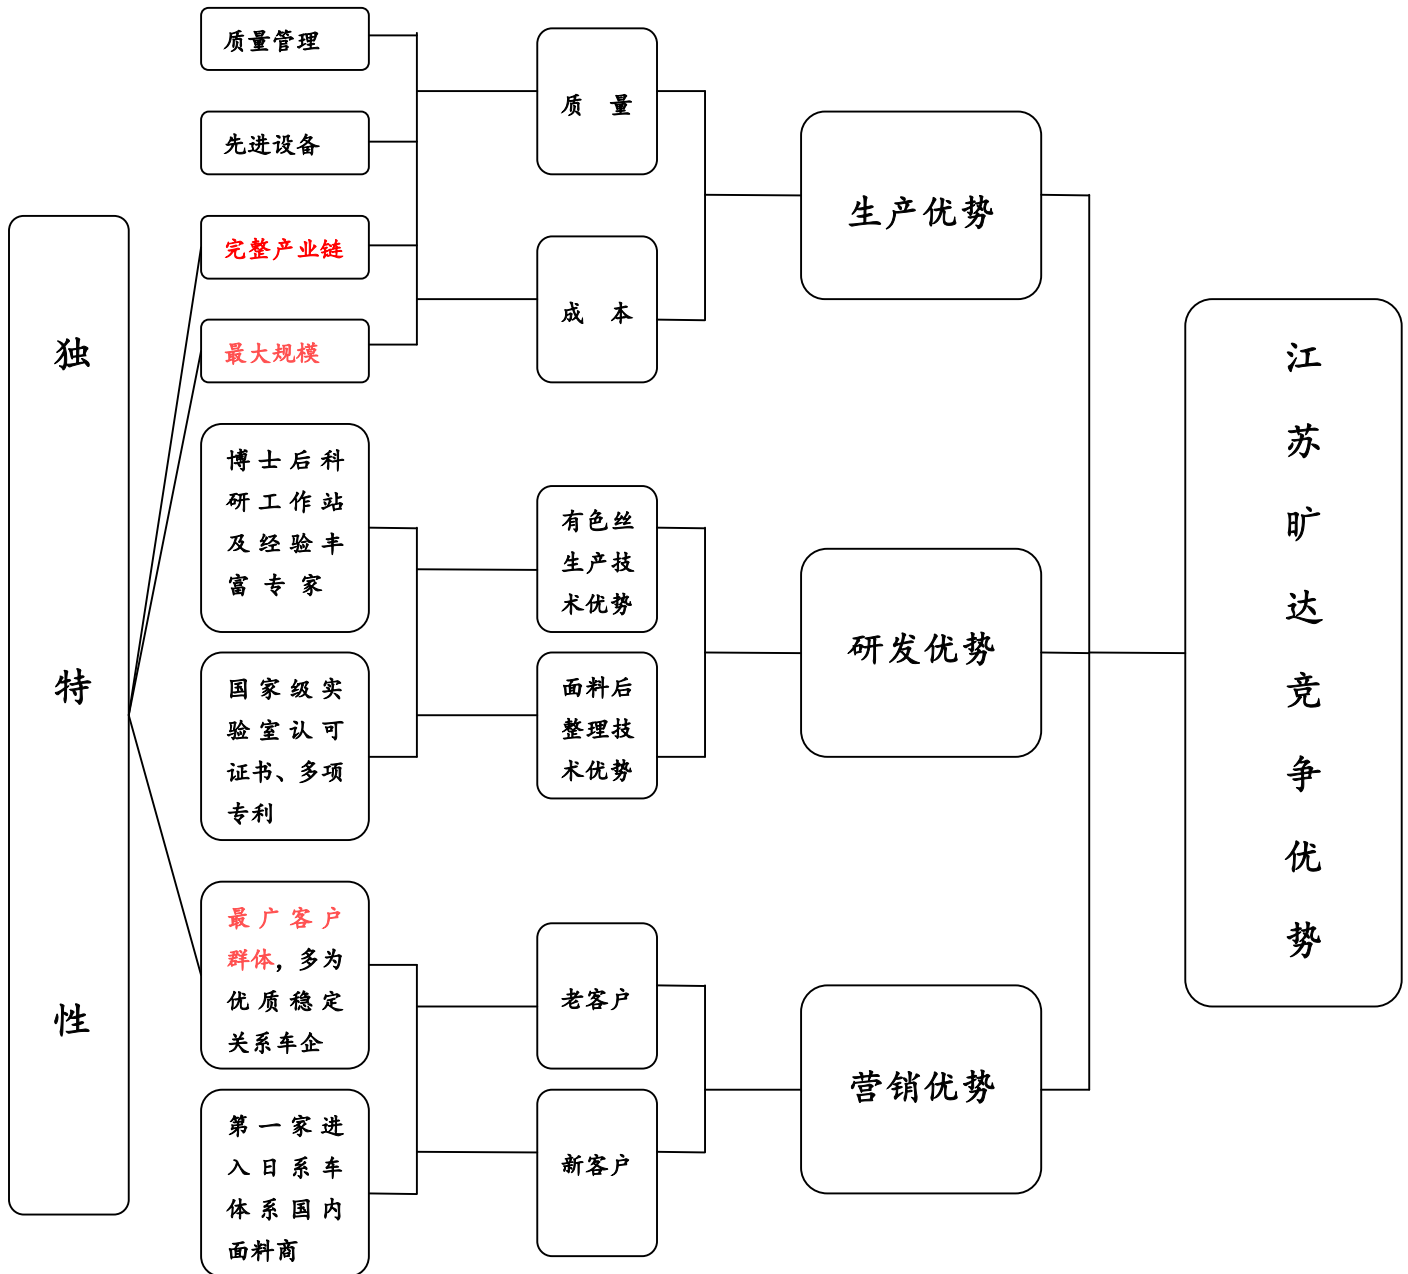 质量管理
先进设备
完整产业链
最大规模
博士后科
研工作站
及经验丰
富专家
国家级实
验室认可
证书、多项
专利
最广客户
群体，多为
优质稳定
关系车企
第一家进
入日系车
体系国内
面料商
独
特
性
质量
成本
有色丝
生产技
术优势
面料后
整理技
术优势
老客户
新客户
生产优势
研发优势
营销优势
江
苏
旷
达
竞
争
优
势